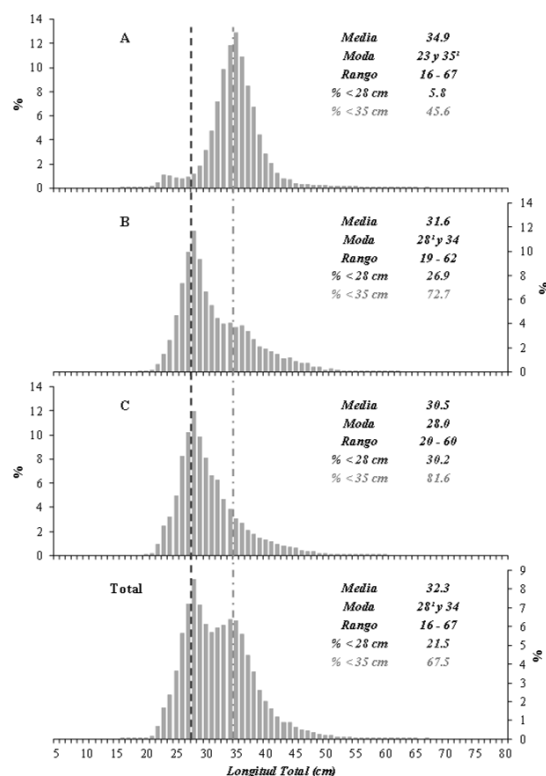 14
12
10
8
6
4
2
0
%
A
Media 34.9
Moda 23 y 35¹
Rango 16 - 67
% < 28 cm 5.8
% < 35 cm 45.6
14
12
10
8
6
4
2
0
%
B
Media 31.6
Moda 28¹ y 34
Rango 19 - 62
% < 28 cm 26.9
% < 35 cm 72.7
14
12
10
8
6
4
2
0
%
C
Media 30.5
Moda 28.0
Rango 20 - 60
% < 28 cm 30.2
% < 35 cm 81.6
9
8
7
6
5
4
3
2
1
0
%
Total
Media 32.3
Moda 28¹ y 34
Rango 16 - 67
% < 28 cm 21.5
% < 35 cm 67.5
5 10 15 20 25 30 35 40 45 50 55 60 65 70 75 80
Longitud Total (cm)